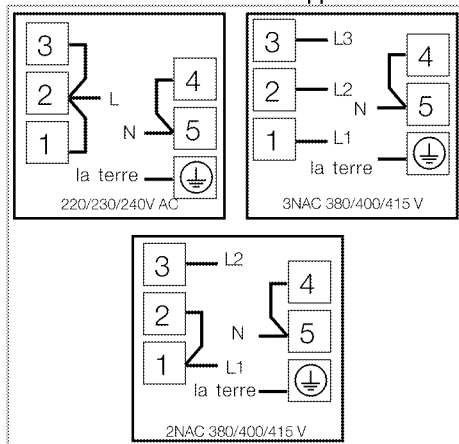 3
2
1
L
4
N
5
la terre
220/230/240V AC
3
L3
2
L2
1
L1
4
N
5
la terre
3NAC 380/400/415 V
3
L2
2
1
L1
4
N
5
la terre
2NAC 380/400/415 V